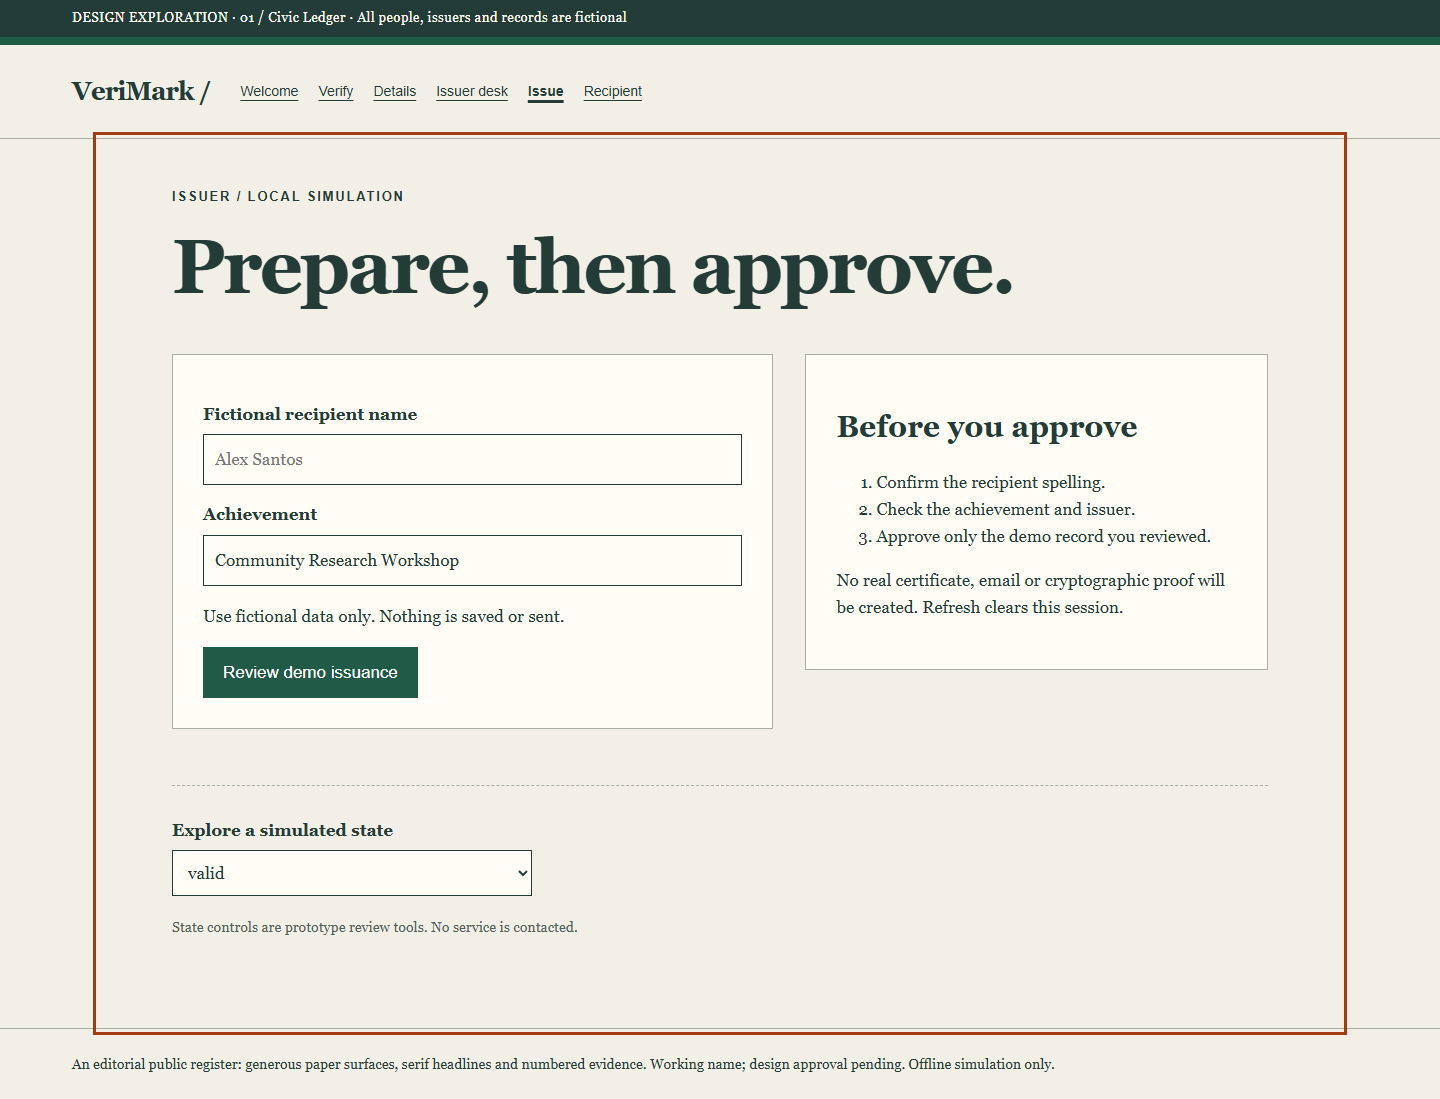 DESIGN EXPLORATION · 01 / Civic Ledger · All people, issuers and records are fictional
VeriMark /
Welcome
Verify
Details
Issuer desk
Issue
Recipient
ISSUER / LOCAL SIMULATION
Prepare, then approve.
Fictional recipient name
Alex Santos
Achievement
Community Research Workshop
Use fictional data only. Nothing is saved or sent.
Review demo issuance
Before you approve
1. Confirm the recipient spelling.
2. Check the achievement and issuer.
3. Approve only the demo record you reviewed.
No real certificate, email or cryptographic proof will
be created. Refresh clears this session.
Explore a simulated state
valid
State controls are prototype review tools. No service is contacted.
An editorial public register: generous paper surfaces, serif headlines and numbered evidence. Working name; design approval pending. Offline simulation only.